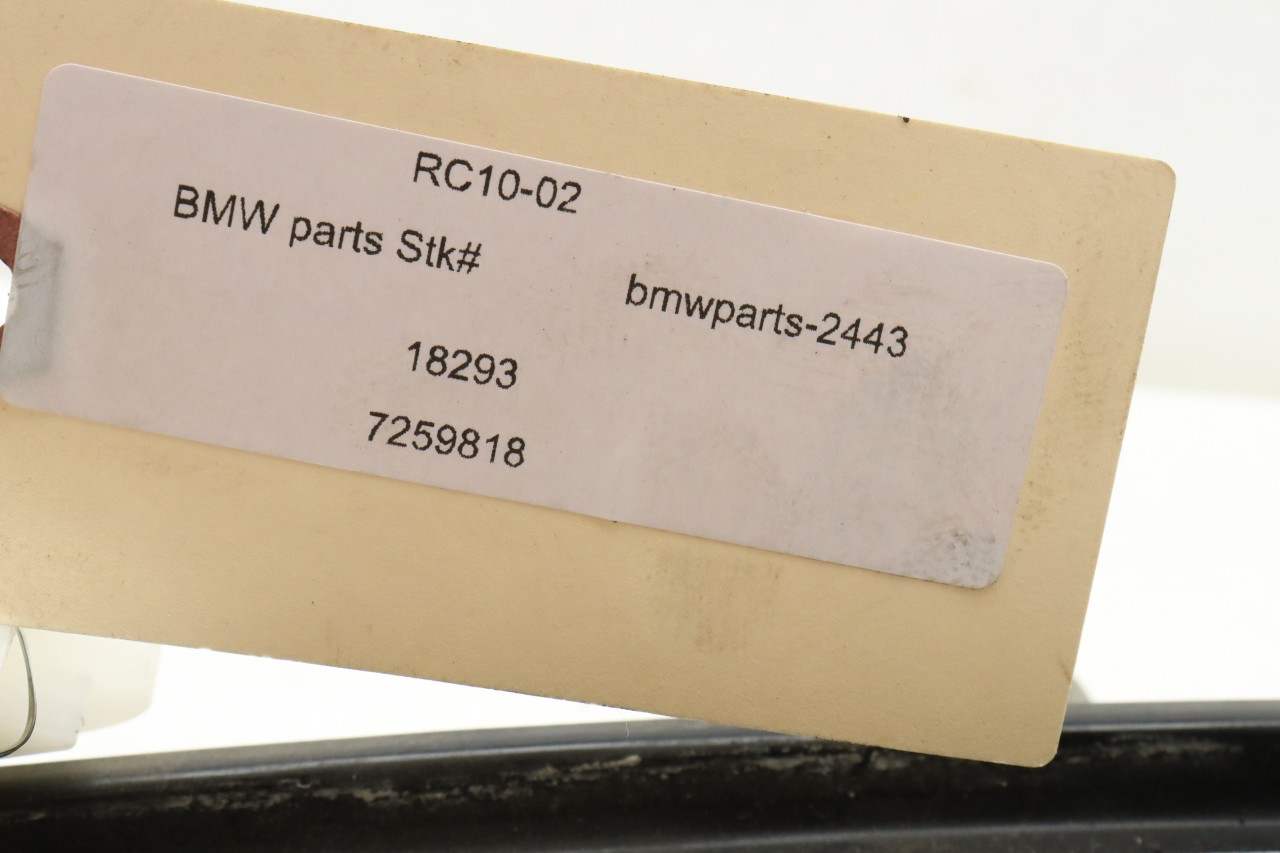 RC10-02
BMW parts Stk#
bmwparts-2443
18293
7259818